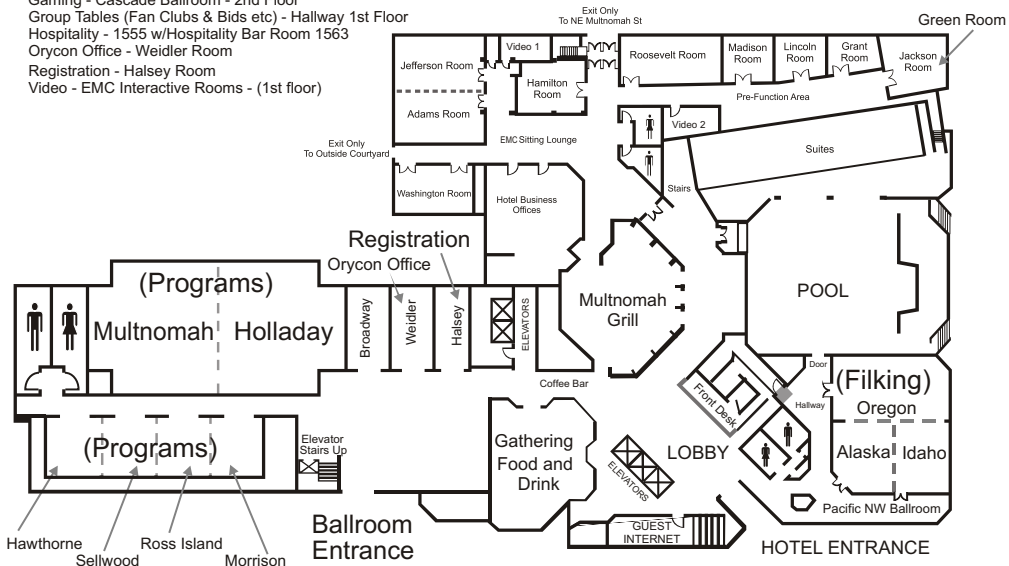 Gaming - Cascade Ballroom - 2nd Floor
Group Tables (Fan Clubs & Bids etc) - Hallway 1st Floor
Hospitality - 1555 w/Hospitality Bar Room 1563
Orycon Office - Weidler Room
Registration - Halsey Room
Video - EMC Interactive Rooms - (1st floor)
Exit Only
To NE Multnomah St
Green Room
Jefferson Room
Video 1
Hamilton
Room
Roosevelt Room
Madison
Room
Lincoln
Room
Grant
Room
Jackson
Room
Pre-Function Area
Adams Room
Video 2
EMC Sitting Lounge
Exit Only
To Outside Courtyard
Suites
Washington Room
Stairs
Hotel Business
Offices
Registration
Orycon Office
(Programs)
Multnomah
Holladay
Broadway
Weidler
Halsey
ELEVATORS
Multnomah
Grill
POOL
Coffee Bar
Front Desk
Door
Hallway
(Filking)
Oregon
Alaska
Idaho
Pacific NW Ballroom
(Programs)
Elevator
Stairs Up
Gathering
Food and
Drink
LOBBY
ELEVATORS
GUEST
INTERNET
Hawthorne
Sellwood
Ross Island
Morrison
Ballroom
Entrance
HOTEL ENTRANCE